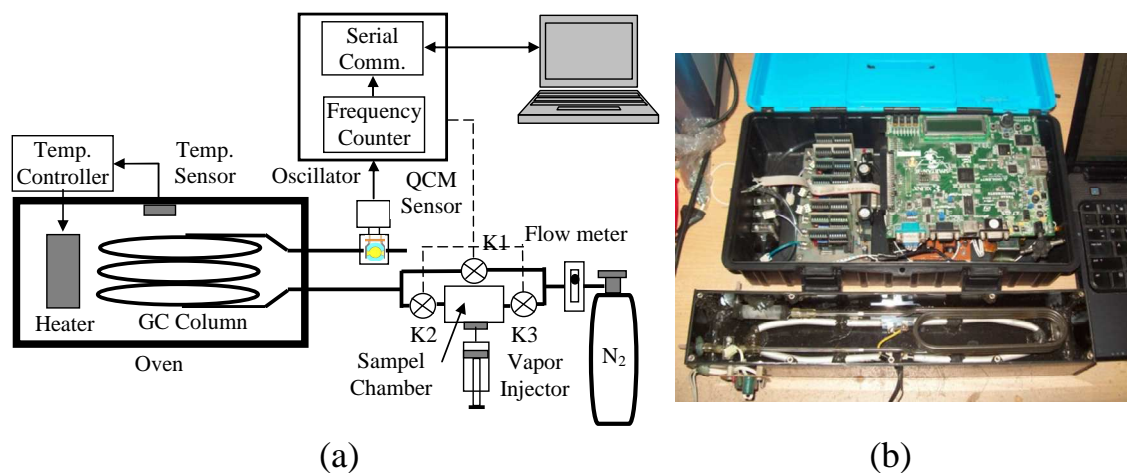 Serial
Comm.
Frequency
Counter
Temp.
Controller
Temp.
Sensor
Oscillator
QCM
Sensor
Flow meter
K1
Heater
GC Column
K2
K3
Oven
Sampel
Chamber
Vapor
Injector
N2
(a)
(b)